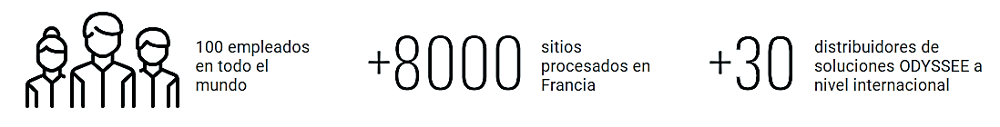 100 empleados
en todo el
mundo
+8000
sitios
procesados en
Francia
+30
distribuidores de
soluciones ODYSSEE a
nivel internacional